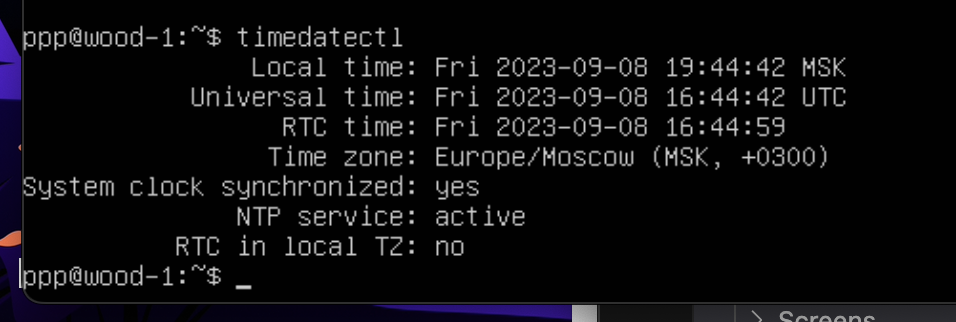 ppp@wood-1:~$ timedatectl
Local time: Fri 2023-09-08 19:44:42 MSK
Universal time: Fri 2023-09-08 16:44:42 UTC
RTC time: Fri 2023-09-08 16:44:59
Time zone: Europe/Moscow (MSK, +0300)
System clock synchronized: yes
NTP service: active
RTC in local TZ: no
ppp@wood-1:~$ _
> Screens